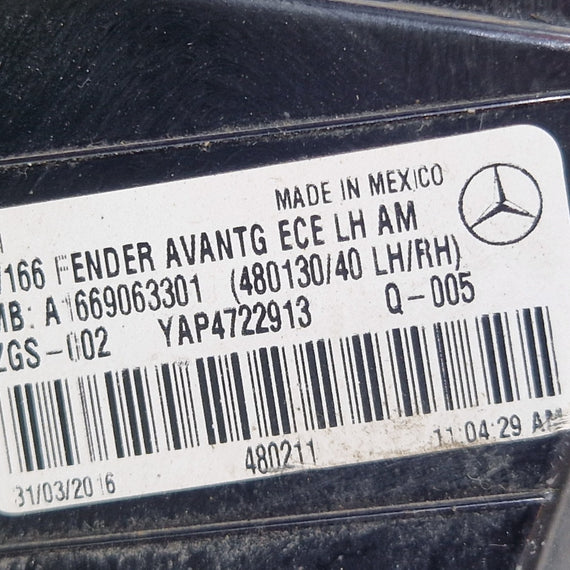 MADE IN MEXICO
/166 FENDER AVANTG ECE LH AM
MB: A1669063301 (480130/40 LH/RH)
ZGS-002 YAP4722913 Q-005
480211
31/03/2016 11:04:29 AM